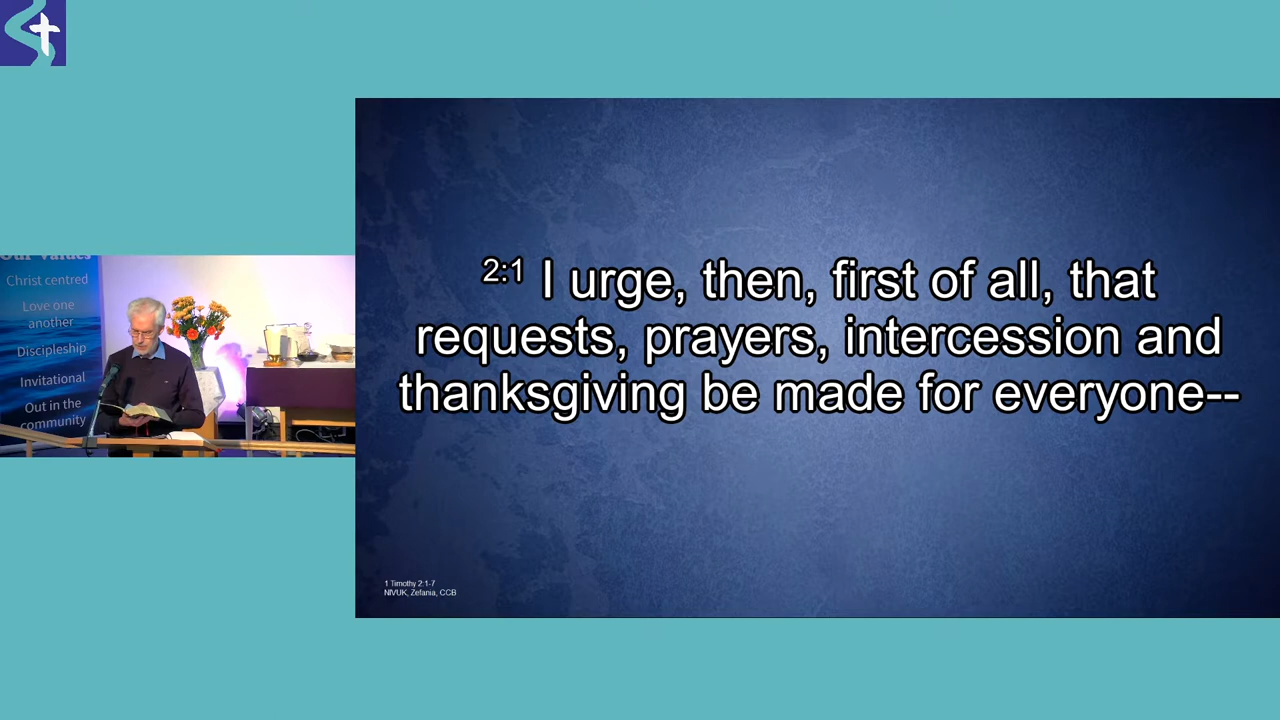 Our Values
Christ centred
Love one
another
Discipleship
Invitational
Out in the
community
2:1 I urge, then, first of all, that
requests, prayers, intercession and
thanksgiving be made for everyone--
1 Timothy 2:1-7
NIVUK, Zefania, CCB